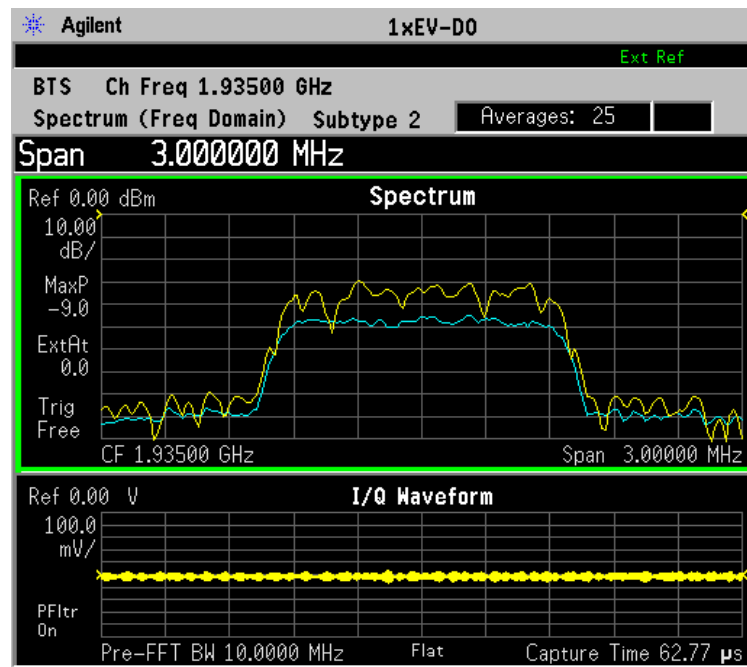 Agilent 1xEV-DO
Ext Ref
BTS Ch Freq 1.93500 GHz
Spectrum (Freq Domain) Subtype 2 Averages: 25
Span 3.000000 MHz
Ref 0.00 dBm Spectrum
10.00
dB/
MaxP
-9.0
ExtAt
0.0
Trig
Free
CF 1.93500 GHz Span 3.00000 MHz
Ref 0.00 V I/Q Waveform
100.0
mV/
PFltr
On
Pre-FFT BW 10.0000 MHz Flat Capture Time 62.77 µs